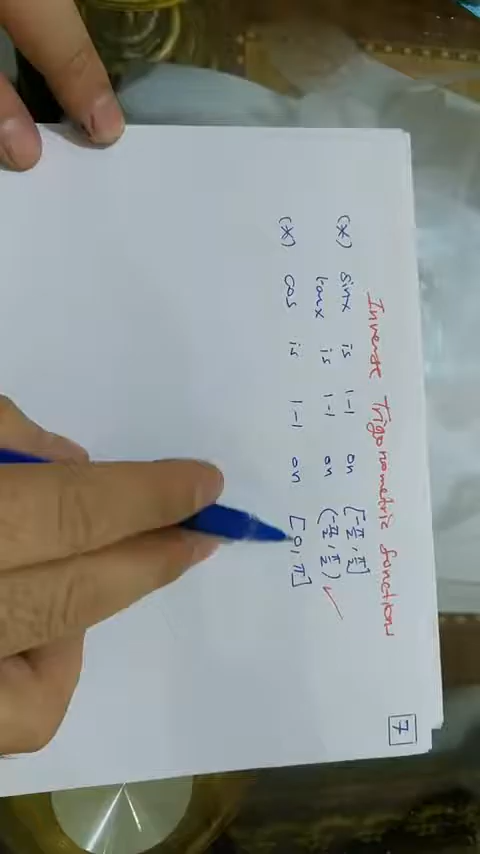 7
Inverse Trigonometric function
(*) sinx is 1-1 on [-π/2, π/2]
tanx is 1-1 on (-π/2, π/2) ✓
(*) cos is 1-1 on [0, π]